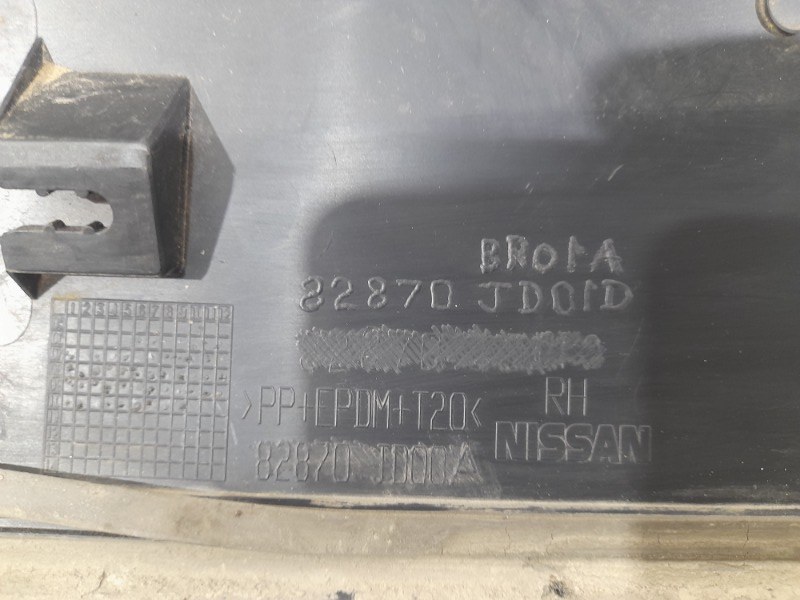 BR01A
82870 JD01D
>PP+EPDM+T20<
RH
82870 JD00A
NISSAN